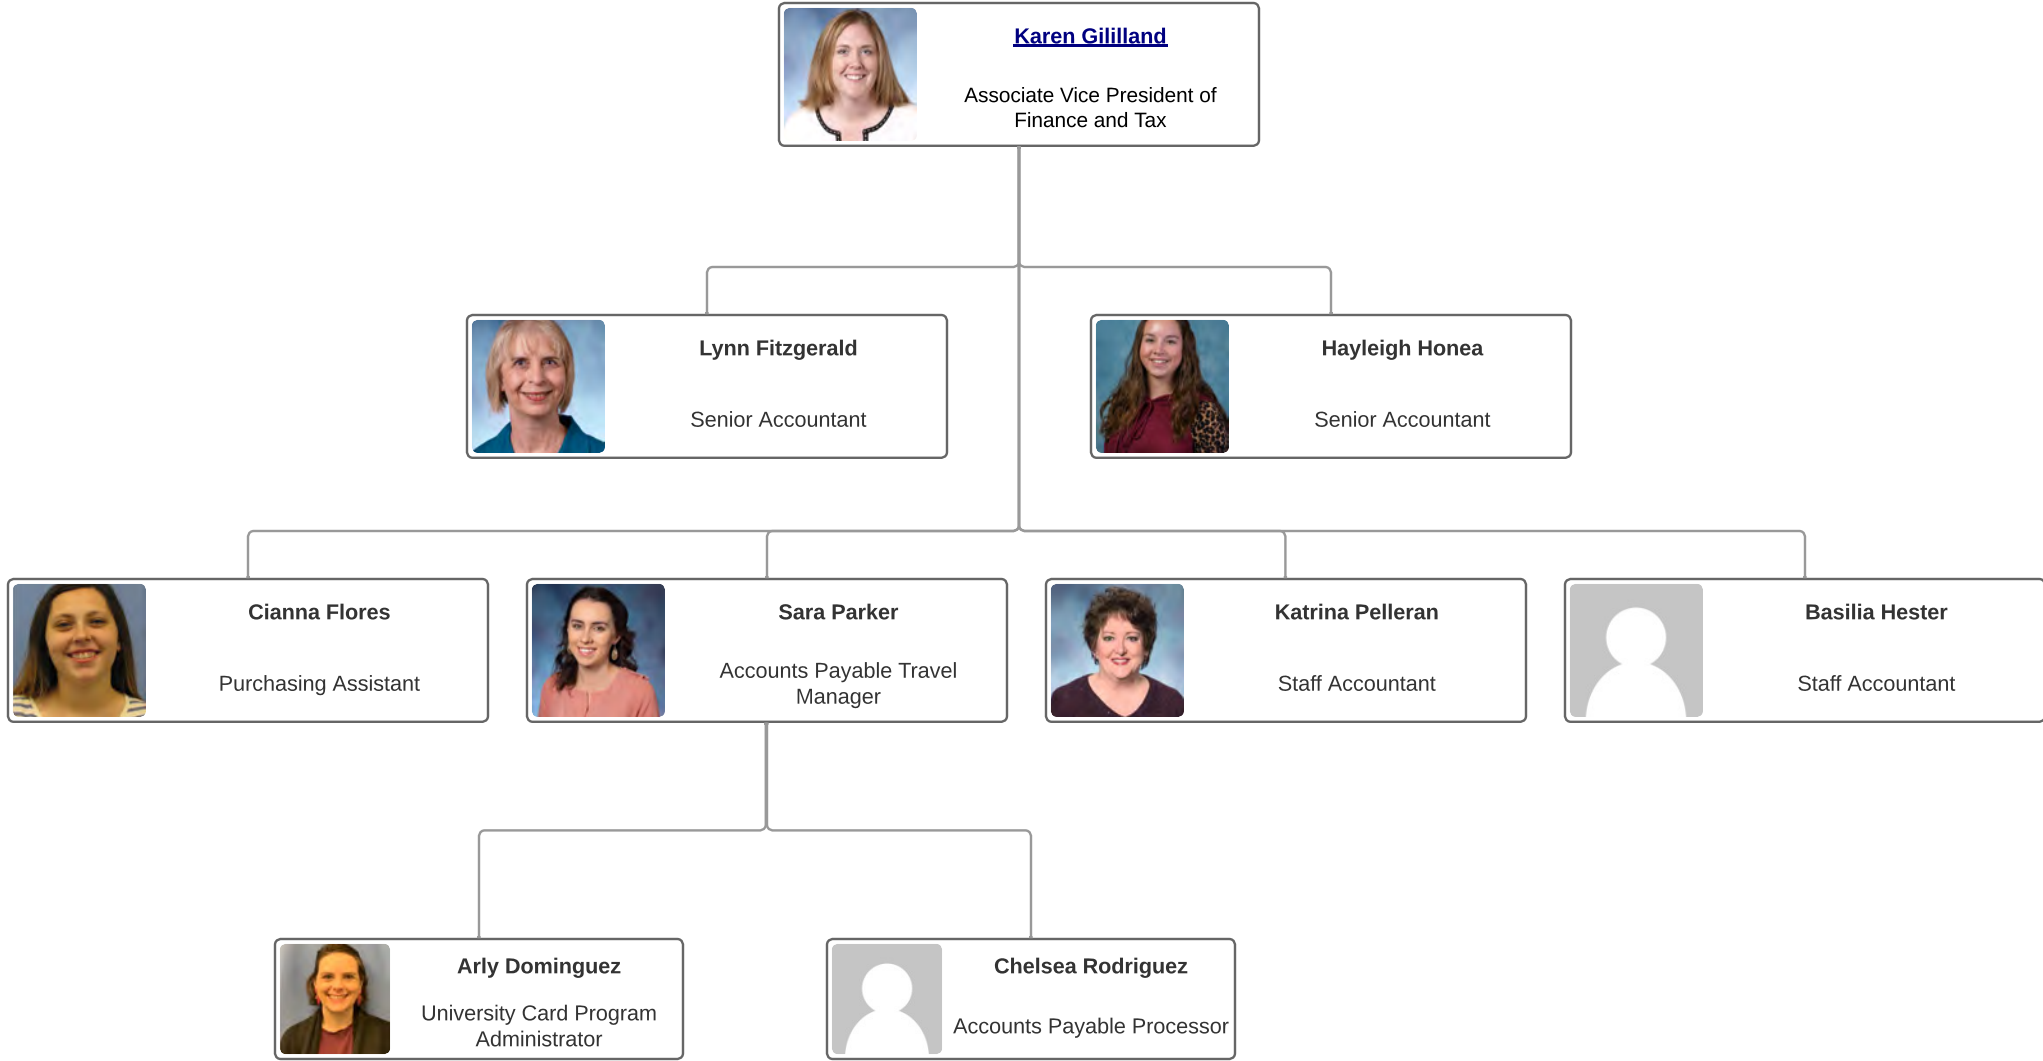 Karen Gililland
Associate Vice President of
Finance and Tax
Lynn Fitzgerald
Senior Accountant
Hayleigh Honea
Senior Accountant
Cianna Flores
Purchasing Assistant
Sara Parker
Accounts Payable Travel
Manager
Katrina Pelleran
Staff Accountant
Basilia Hester
Staff Accountant
Arly Dominguez
University Card Program
Administrator
Chelsea Rodriguez
Accounts Payable Processor